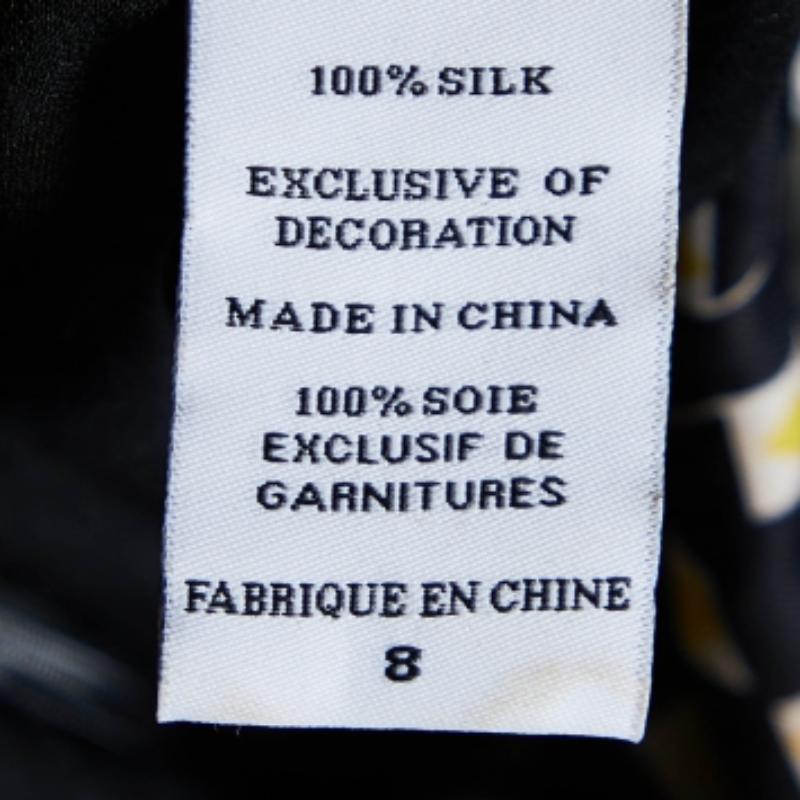 100% SILK
EXCLUSIVE OF
DECORATION
MADE IN CHINA
100% SOIE
EXCLUSIF DE
GARNITURES
FABRIQUE EN CHINE
8